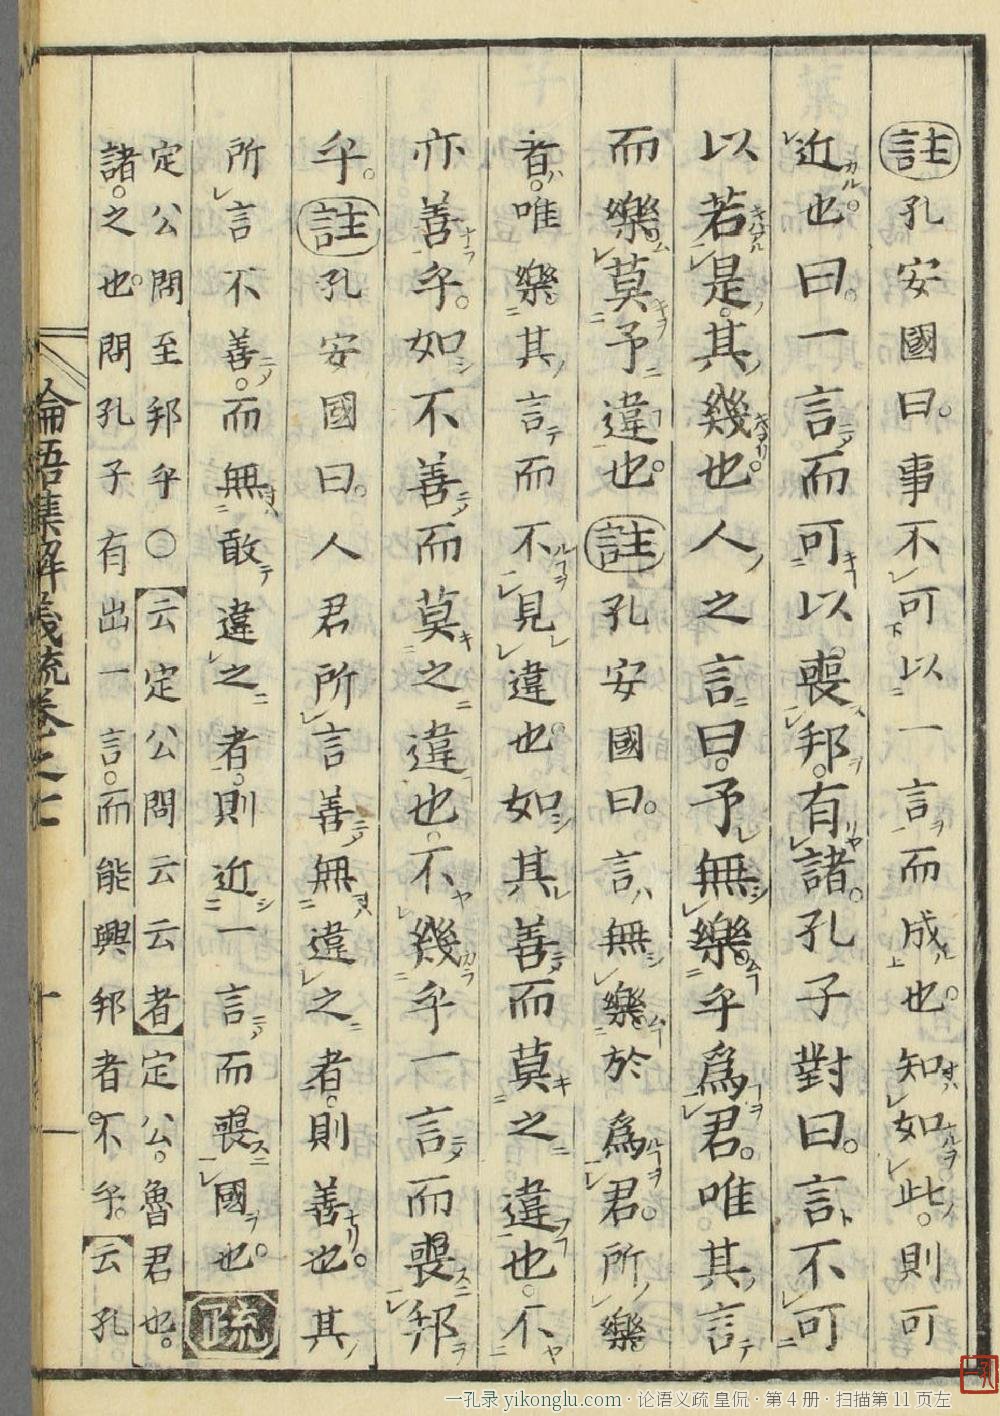 註孔安國曰事不可以一言而成也知如此則可
近也曰一言而可以喪邦有諸孔子對曰言不可
以若是其幾也人之言曰予無樂乎爲君唯其言
而樂莫予違也註孔安國曰言無樂於爲君所樂
者唯樂其言而不見違也如其善而莫之違也不
亦善乎如不善而莫之違也不幾乎一言而喪邦
乎註孔安國曰人君所言善無違之者則善也其
所言不善而無敢違之者則近一言而喪國也疏
定公問至邦乎○云定公問云云者定公魯君也
諸之也問孔子有出一言而能興邦者不乎云孔
論語集解義疏卷之七
十一
一孔录 yikonglu.com · 论语义疏 皇侃 · 第 4 册 · 扫描第 11 页左